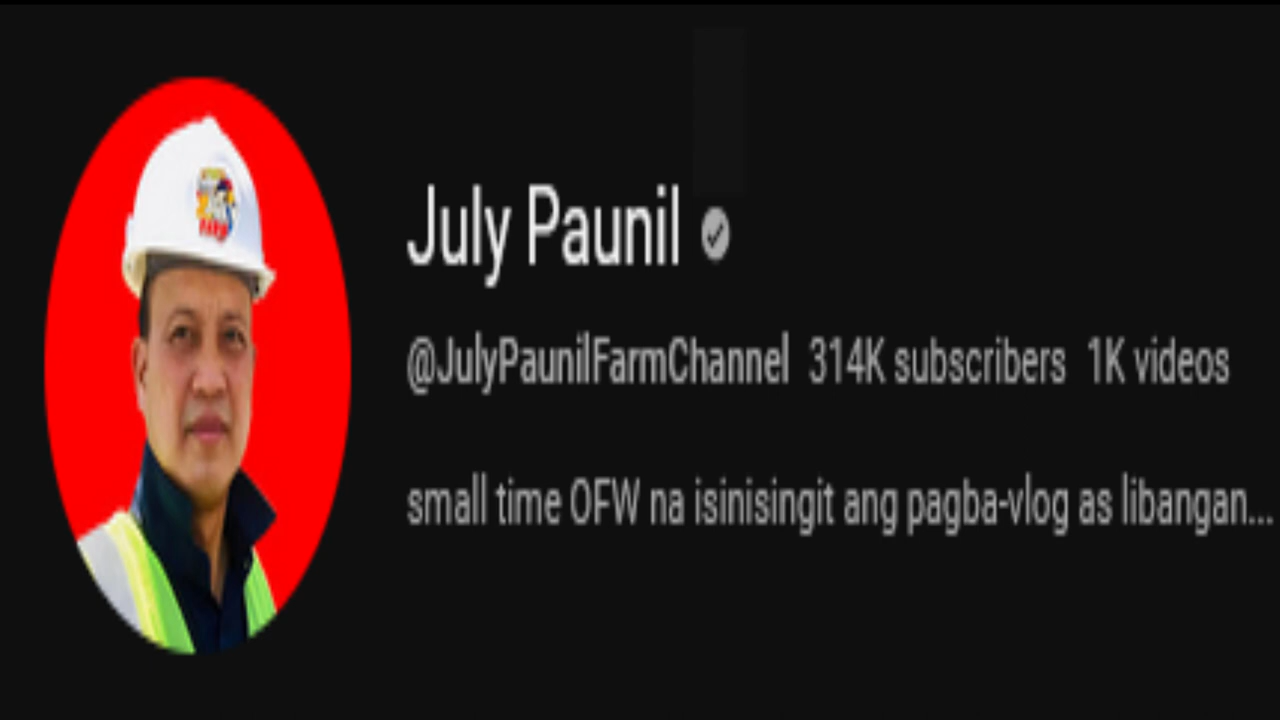 July Paunil
@JulyPaunilFarmChannel 314K subscribers 1K videos
small time OFW na isinisingit ang pagba-vlog as libangan...